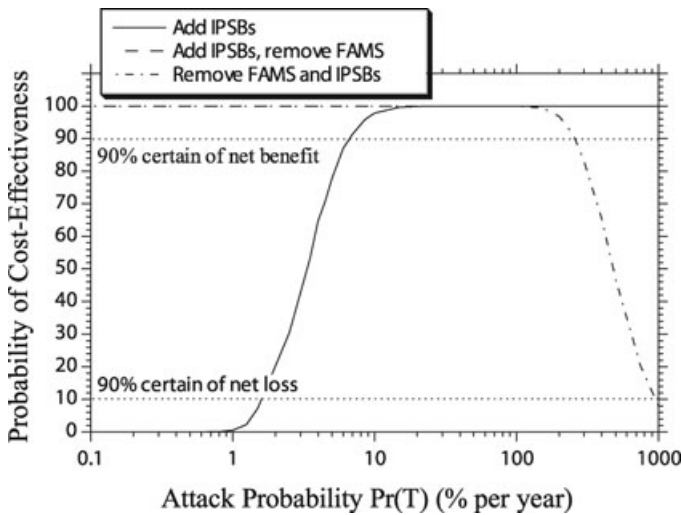 Add IPSBs
Add IPSBs, remove FAMS
Remove FAMS and IPSBs
Probability of Cost-Effectiveness
100
90
80
70
60
50
40
30
20
10
0
90% certain of net benefit
90% certain of net loss
0.1
1
10
100
1000
Attack Probability Pr(T) (% per year)